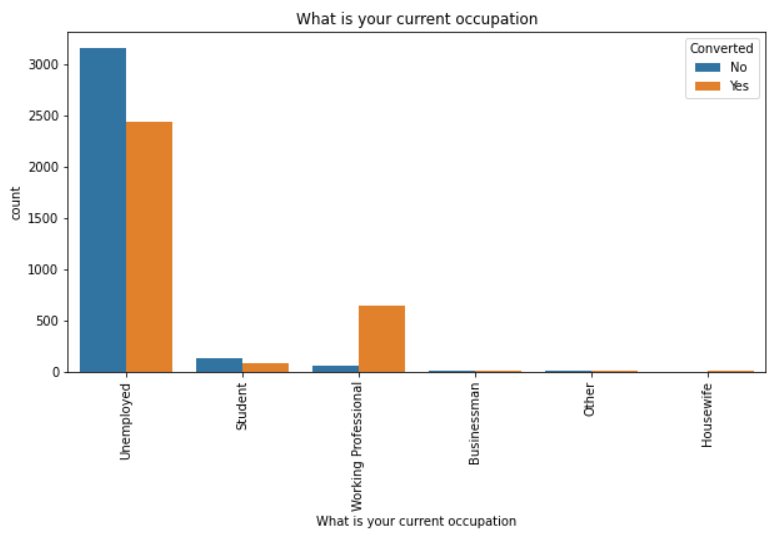 What is your current occupation
Converted
No
Yes
3000
2500
2000
1500
1000
500
0
count
Unemployed
Student
Working Professional
Businessman
Other
Housewife
What is your current occupation